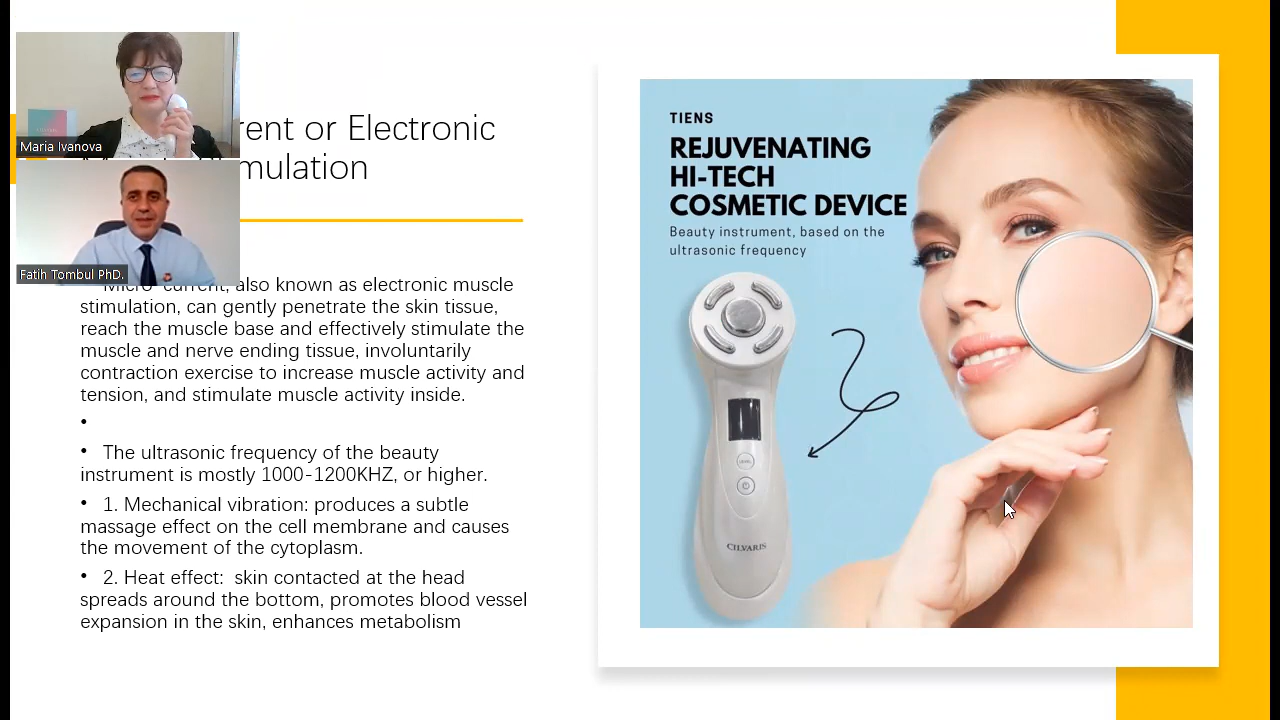 Maria Ivanova
Fatih Tombul PhD.
rent or Electronic
mulation
Micro-current, also known as electronic muscle
stimulation, can gently penetrate the skin tissue,
reach the muscle base and effectively stimulate the
muscle and nerve ending tissue, involuntarily
contraction exercise to increase muscle activity and
tension, and stimulate muscle activity inside.
•
• The ultrasonic frequency of the beauty
instrument is mostly 1000-1200KHZ, or higher.
• 1. Mechanical vibration: produces a subtle
massage effect on the cell membrane and causes
the movement of the cytoplasm.
• 2. Heat effect: skin contacted at the head
spreads around the bottom, promotes blood vessel
expansion in the skin, enhances metabolism
TIENS
REJUVENATING
HI-TECH
COSMETIC DEVICE
Beauty instrument, based on the
ultrasonic frequency
CILVARIS